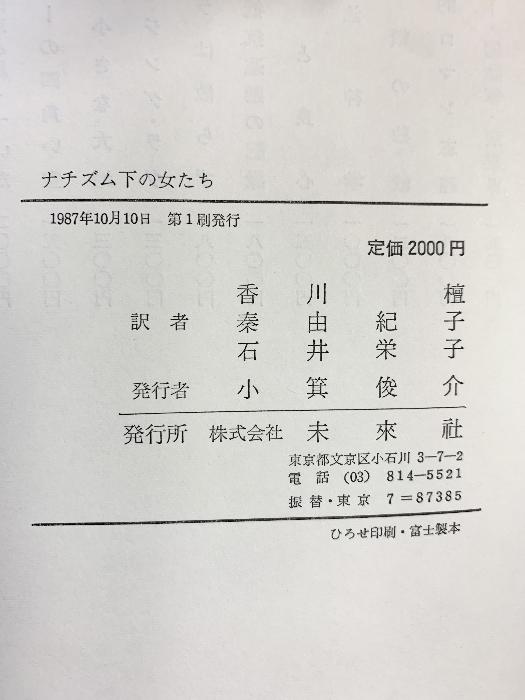 ナチズム下の女たち
1987年10月10日 第1刷発行
定価 2000 円
香川檀
訳者 秦由紀子
石井栄子
発行者 小箕俊介
発行所 株式会社 未來社
東京都文京区小石川 3-7-2
電話 (03) 814-5521
振替・東京 7=87385
ひろせ印刷・富士製本